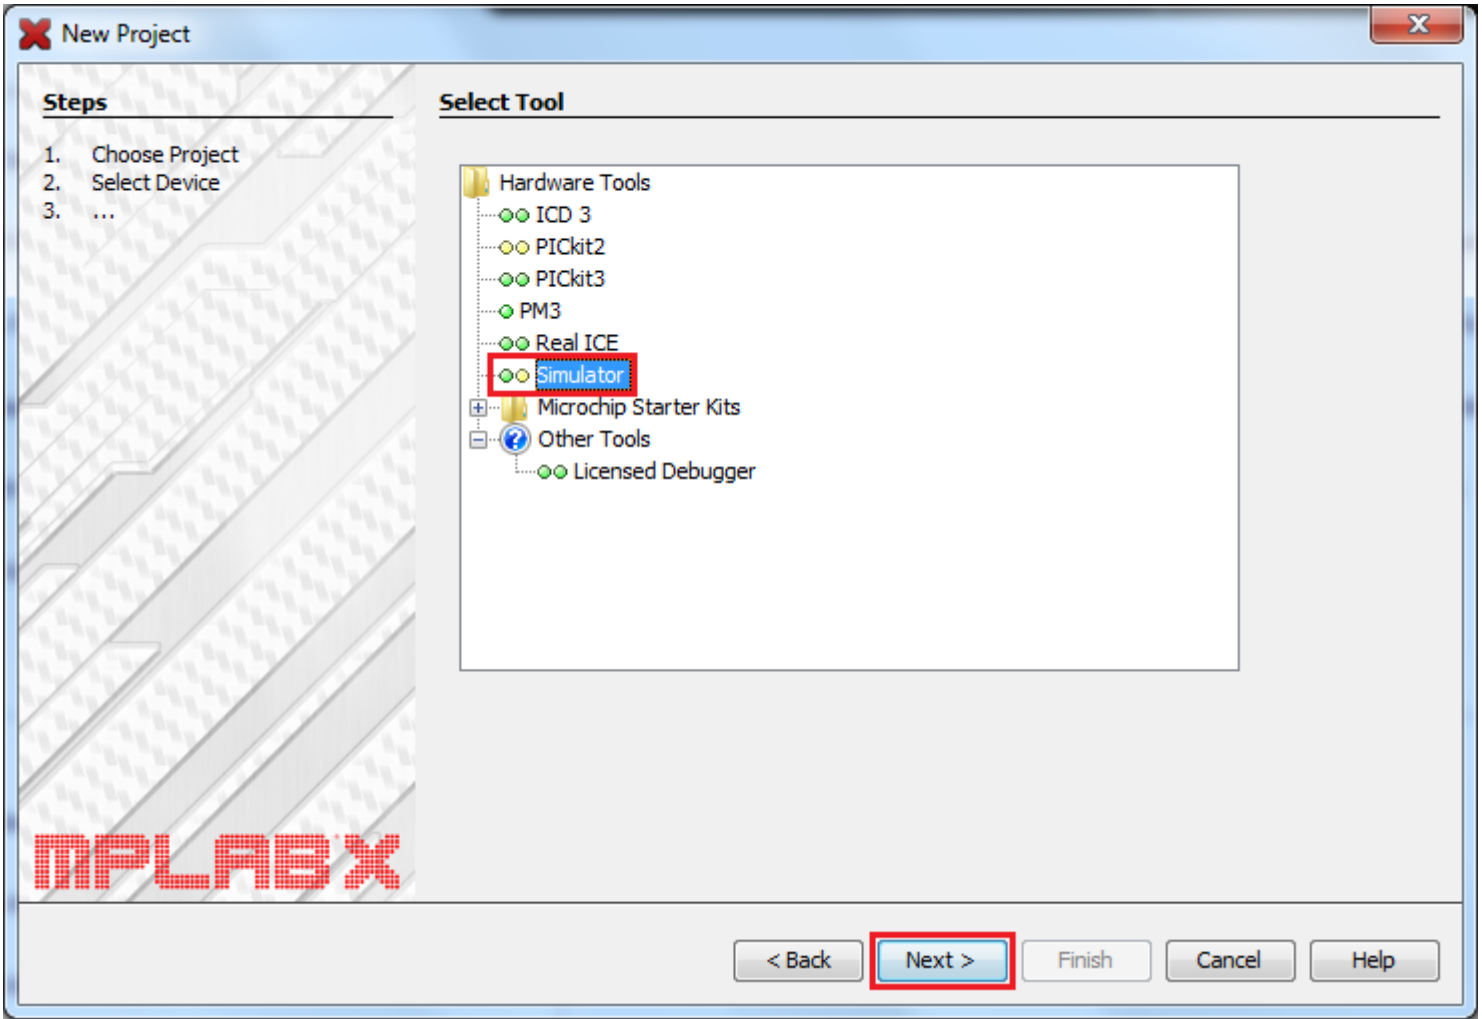 New Project
Steps
1. Choose Project
2. Select Device
3. ...
MPLAB X
Select Tool
Hardware Tools
ICD 3
PICkit2
PICkit3
PM3
Real ICE
Simulator
Microchip Starter Kits
Other Tools
Licensed Debugger
< Back Next > Finish Cancel Help